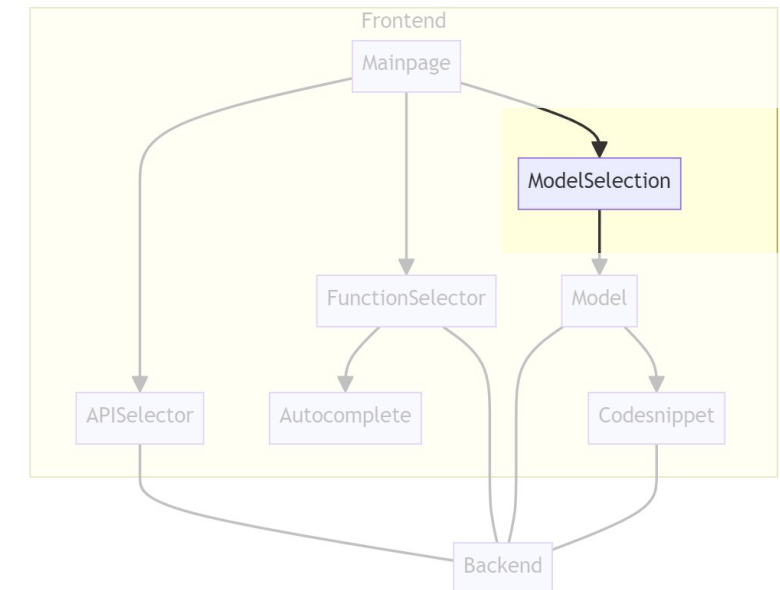 Frontend
Mainpage
ModelSelection
FunctionSelector
Model
APISelector
Autocomplete
Codesnippet
Backend